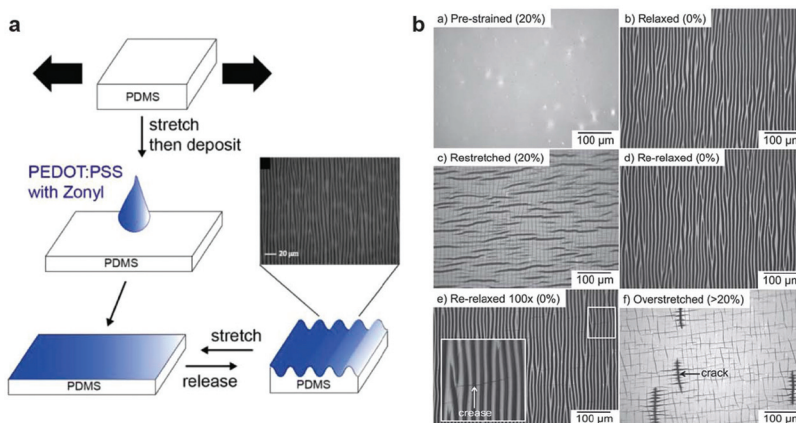 a
PDMS
stretch
then deposit
PEDOT:PSS
with Zonyl
PDMS
20 µm
stretch
release
PDMS
PDMS
b
a) Pre-strained (20%)
100 µm
b) Relaxed (0%)
100 µm
c) Restretched (20%)
100 µm
d) Re-relaxed (0%)
100 µm
e) Re-relaxed 100x (0%)
crease
100 µm
f) Overstretched (>20%)
crack
100 µm